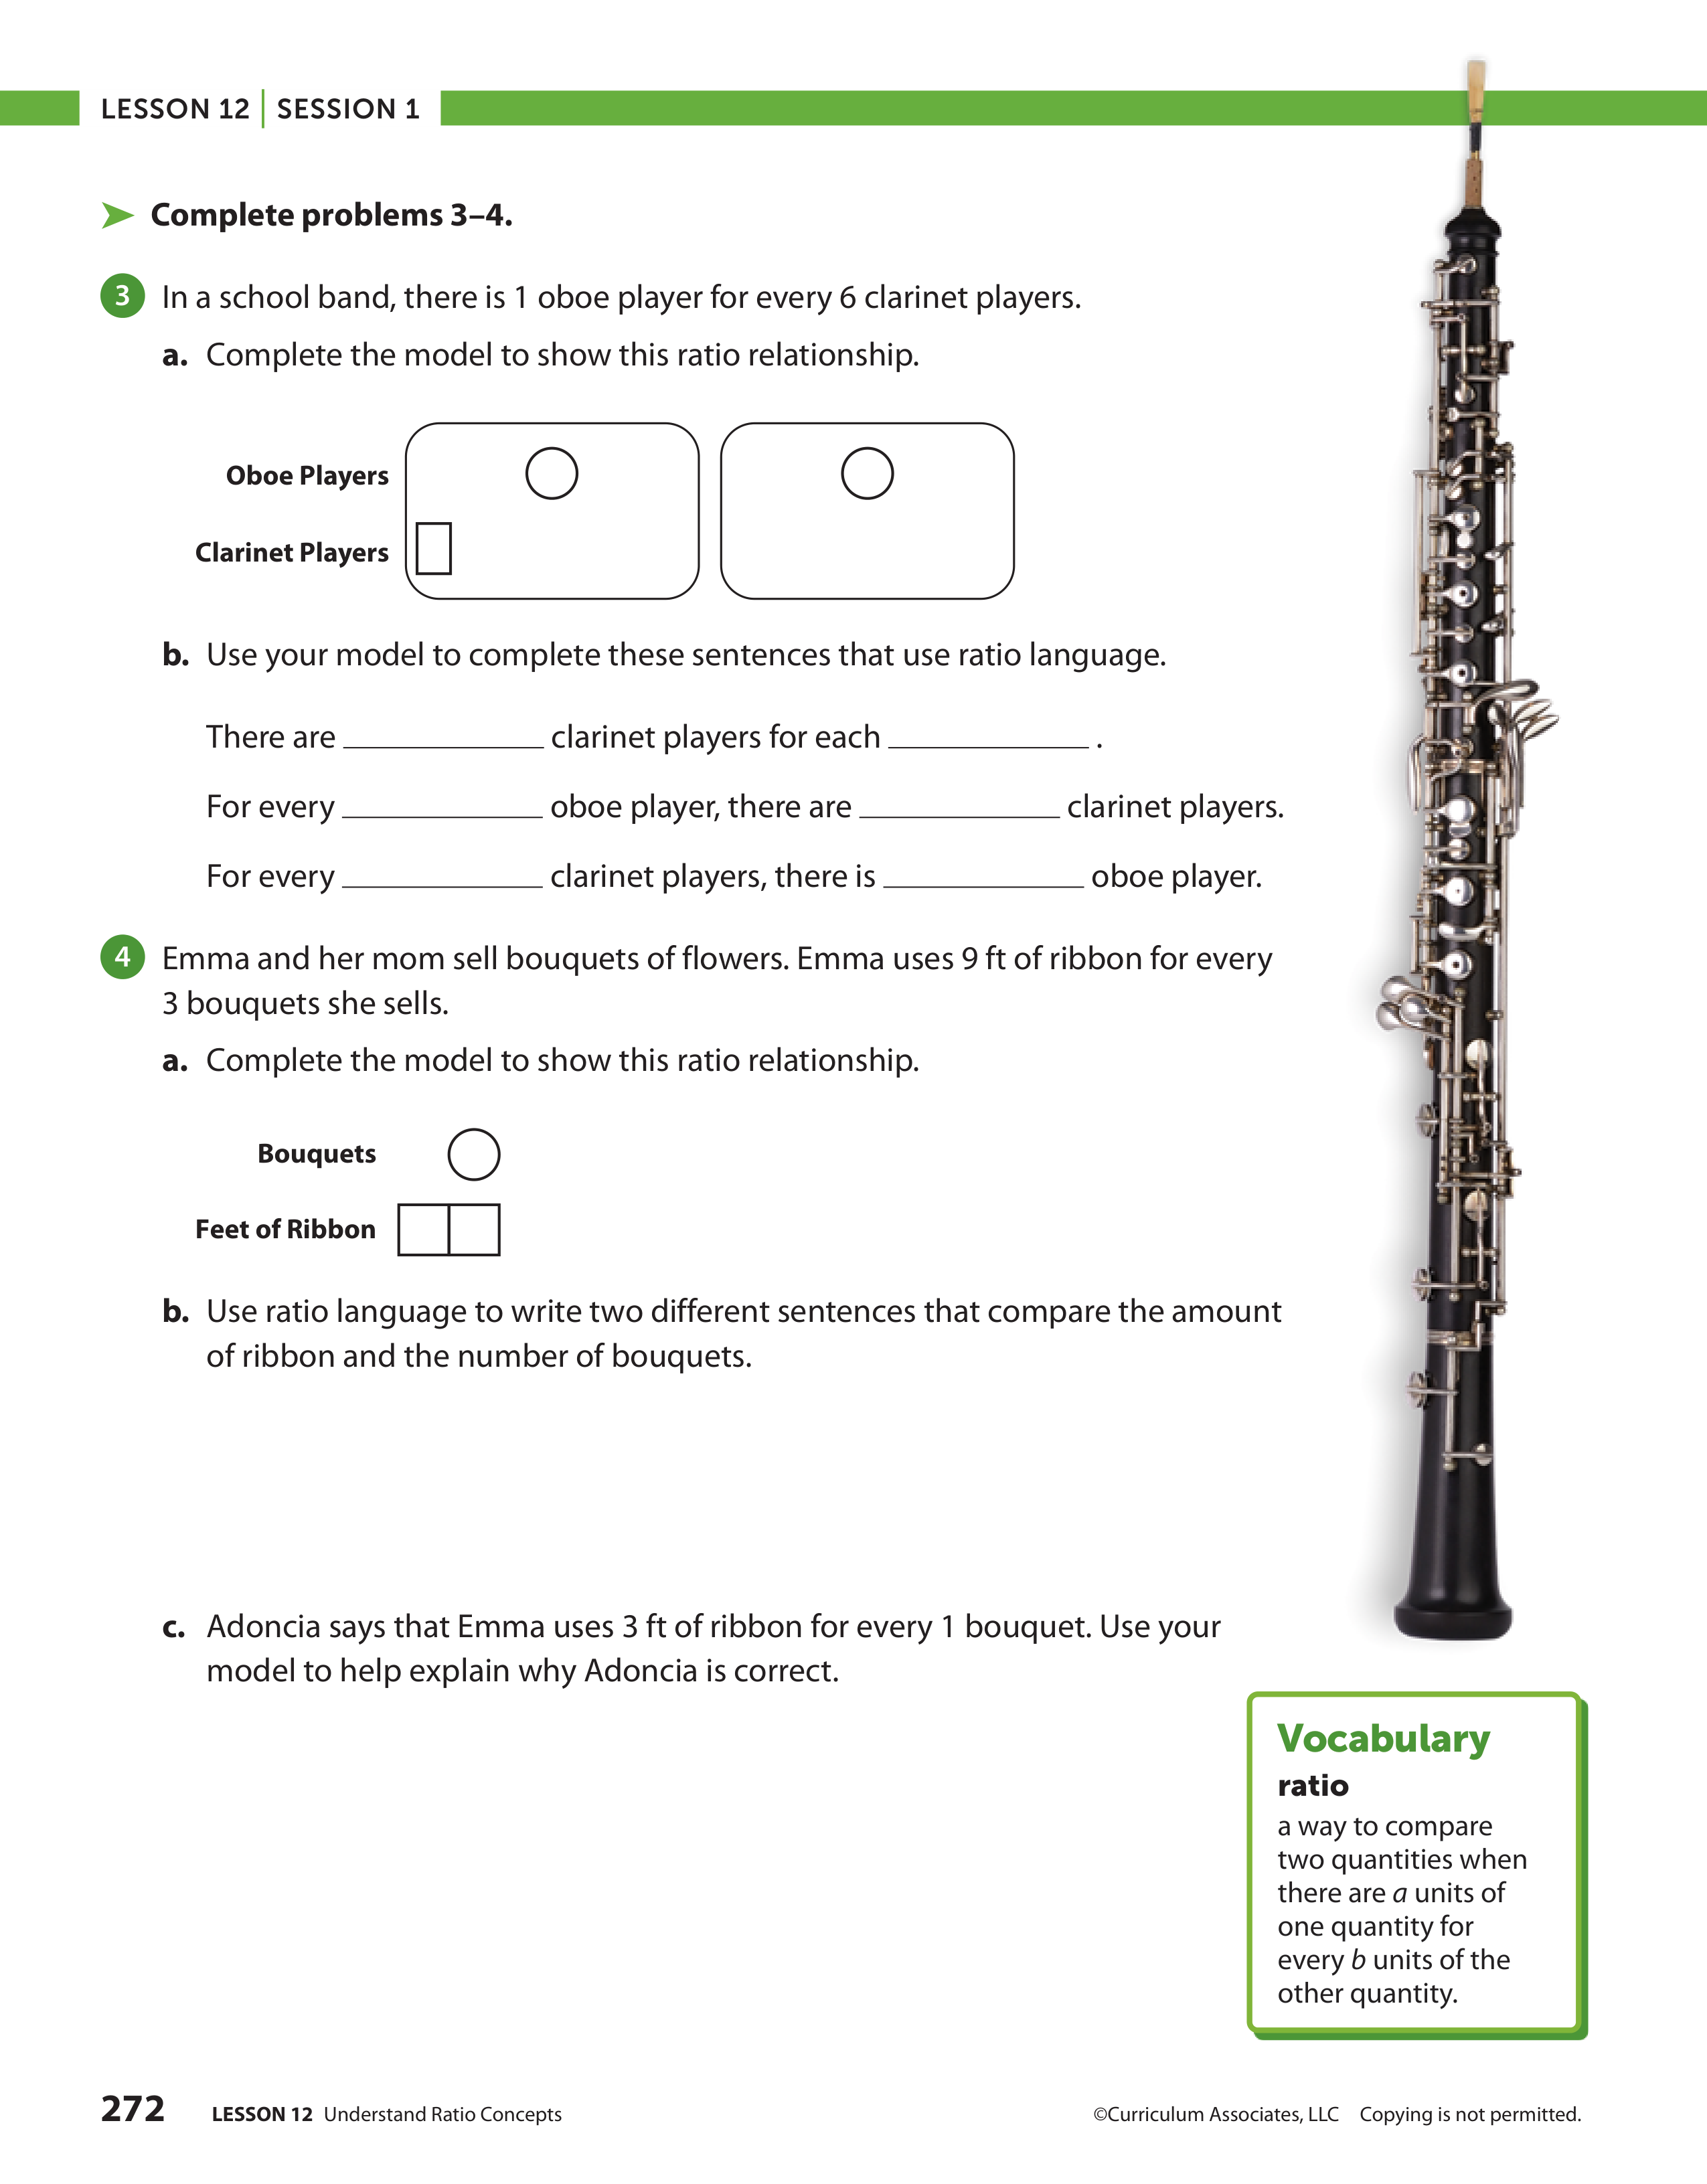 LESSON 12 | SESSION 1
Complete problems 3–4.
3 In a school band, there is 1 oboe player for every 6 clarinet players.
a. Complete the model to show this ratio relationship.
Oboe Players
Clarinet Players
b. Use your model to complete these sentences that use ratio language.
There are ____________ clarinet players for each ____________ .
For every ____________ oboe player, there are ____________ clarinet players.
For every ____________ clarinet players, there is ____________ oboe player.
4 Emma and her mom sell bouquets of flowers. Emma uses 9 ft of ribbon for every
3 bouquets she sells.
a. Complete the model to show this ratio relationship.
Bouquets
Feet of Ribbon
b. Use ratio language to write two different sentences that compare the amount
of ribbon and the number of bouquets.
c. Adoncia says that Emma uses 3 ft of ribbon for every 1 bouquet. Use your
model to help explain why Adoncia is correct.
Vocabulary
ratio
a way to compare
two quantities when
there are a units of
one quantity for
every b units of the
other quantity.
272 LESSON 12 Understand Ratio Concepts ©Curriculum Associates, LLC Copying is not permitted.